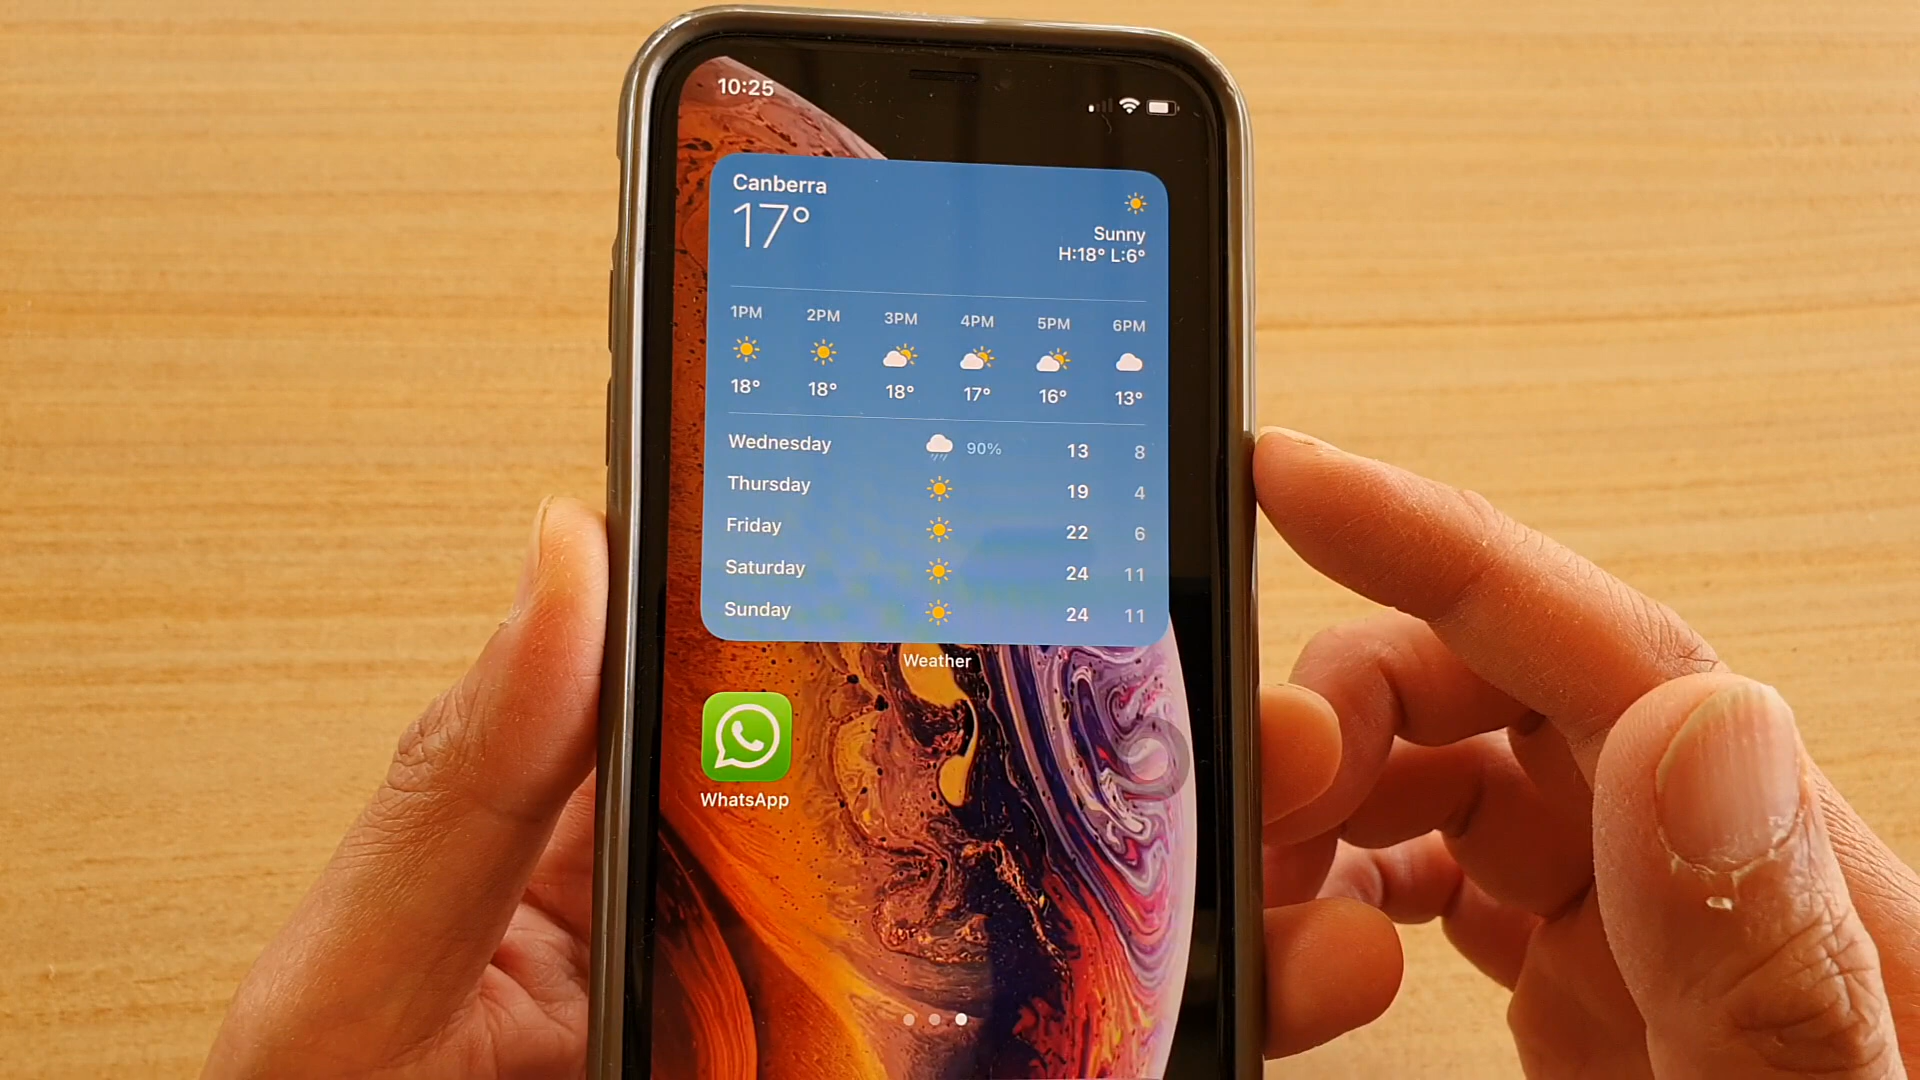 10:25
Canberra
17°
Sunny
H:18° L:6°
1PM 2PM 3PM 4PM 5PM 6PM
18° 18° 18° 17° 16° 13°
Wednesday 90% 13 8
Thursday 19 4
Friday 22 6
Saturday 24 11
Sunday 24 11
Weather
WhatsApp